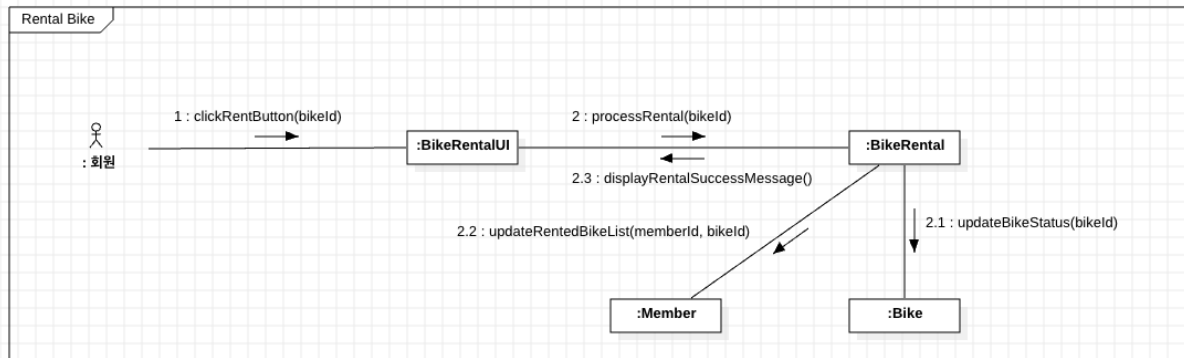 Rental Bike
1 : clickRentButton(bikeId)
2 : processRental(bikeId)
: 회원
:BikeRentalUI
:BikeRental
2.3 : displayRentalSuccessMessage()
2.2 : updateRentedBikeList(memberId, bikeId)
2.1 : updateBikeStatus(bikeId)
:Member
:Bike